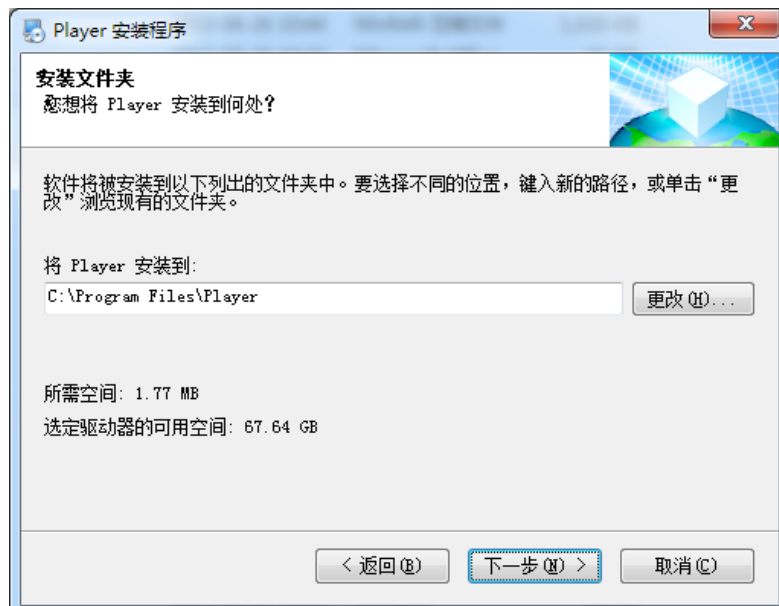 Player 安装程序
安装文件夹
您想将 Player 安装到何处？
软件将被安装到以下列出的文件夹中。要选择不同的位置，键入新的路径，或单击“更
改”浏览现有的文件夹。
将 Player 安装到:
C:\Program Files\Player
更改(H)...
所需空间: 1.77 MB
选定驱动器的可用空间: 67.64 GB
< 返回(B)
下一步(N) >
取消(C)